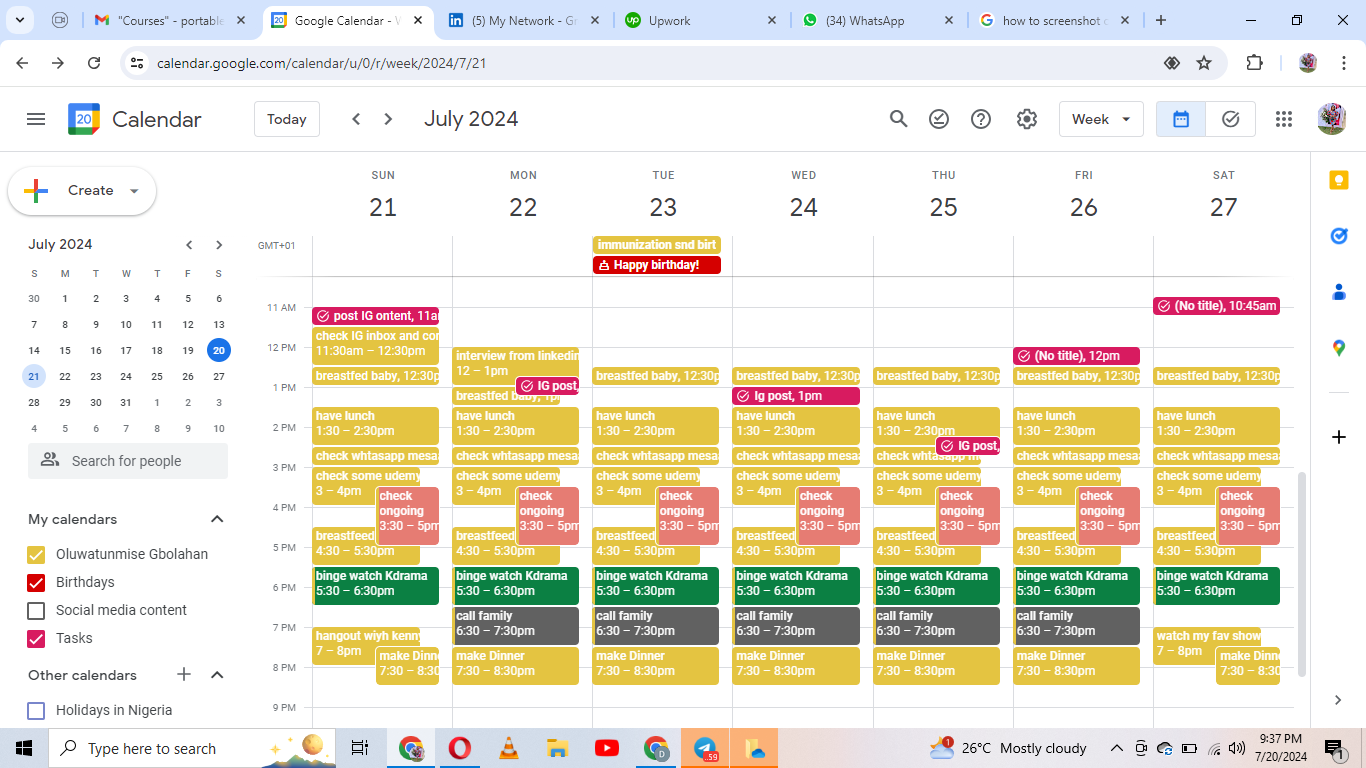 "Courses" - portable
Google Calendar - W
(5) My Network - Gr
Upwork
(34) WhatsApp
how to screenshot o
calendar.google.com/calendar/u/0/r/week/2024/7/21
20
Calendar
Today
July 2024
Week
Create
July 2024
S M T W T F S
30 1 2 3 4 5 6
7 8 9 10 11 12 13
14 15 16 17 18 19 20
21 22 23 24 25 26 27
28 29 30 31 1 2 3
4 5 6 7 8 9 10
Search for people
My calendars
Oluwatunmise Gbolahan
Birthdays
Social media content
Tasks
Other calendars
Holidays in Nigeria
SUN MON TUE WED THU FRI SAT
21 22 23 24 25 26 27
GMT+01
immunization snd birt
Happy birthday!
11 AM
12 PM
1 PM
2 PM
3 PM
4 PM
5 PM
6 PM
7 PM
8 PM
9 PM
post IG ontent, 11a
check IG inbox and co
11:30am – 12:30pm
breastfed baby, 12:30p
have lunch
1:30 – 2:30pm
check whtasapp mesa
check some udemy
3 – 4pm
check
ongoing
3:30 – 5pm
breastfeed
4:30 – 5:30pm
binge watch Kdrama
5:30 – 6:30pm
hangout wiyh kenny
7 – 8pm
make Dinn
7:30 – 8:30
interview from linkedin
12 – 1pm
IG post,
breastfed baby, 1p
have lunch
1:30 – 2:30pm
check whtasapp mesa
check some udemy
3 – 4pm
check
ongoing
3:30 – 5pm
breastfeed
4:30 – 5:30pm
binge watch Kdrama
5:30 – 6:30pm
call family
6:30 – 7:30pm
make Dinner
7:30 – 8:30pm
breastfed baby, 12:30p
have lunch
1:30 – 2:30pm
check whtasapp mesa
check some udemy
3 – 4pm
check
ongoing
3:30 – 5pm
breastfeed
4:30 – 5:30pm
binge watch Kdrama
5:30 – 6:30pm
call family
6:30 – 7:30pm
make Dinner
7:30 – 8:30pm
breastfed baby, 12:30p
Ig post, 1pm
have lunch
1:30 – 2:30pm
check whtasapp mesa
check some udemy
3 – 4pm
check
ongoing
3:30 – 5pm
breastfeed
4:30 – 5:30pm
binge watch Kdrama
5:30 – 6:30pm
call family
6:30 – 7:30pm
make Dinner
7:30 – 8:30pm
breastfed baby, 12:30p
have lunch
1:30 – 2:30pm
IG post,
check whtasapp m
check some udemy
3 – 4pm
check
ongoing
3:30 – 5pm
breastfeed
4:30 – 5:30pm
binge watch Kdrama
5:30 – 6:30pm
call family
6:30 – 7:30pm
make Dinner
7:30 – 8:30pm
(No title), 12pm
breastfed baby, 12:30p
have lunch
1:30 – 2:30pm
check whtasapp mesa
check some udemy
3 – 4pm
check
ongoing
3:30 – 5pm
breastfeed
4:30 – 5:30pm
binge watch Kdrama
5:30 – 6:30pm
call family
6:30 – 7:30pm
make Dinner
7:30 – 8:30pm
(No title), 10:45am
breastfed baby, 12:30p
have lunch
1:30 – 2:30pm
check whtasapp mesa
check some udemy
3 – 4pm
check
ongoing
3:30 – 5pm
breastfeed
4:30 – 5:30pm
binge watch Kdrama
5:30 – 6:30pm
watch my fav show
7 – 8pm
make Dinn
7:30 – 8:30
Type here to search
D
.59
1
26°C Mostly cloudy
9:37 PM
7/20/2024
1